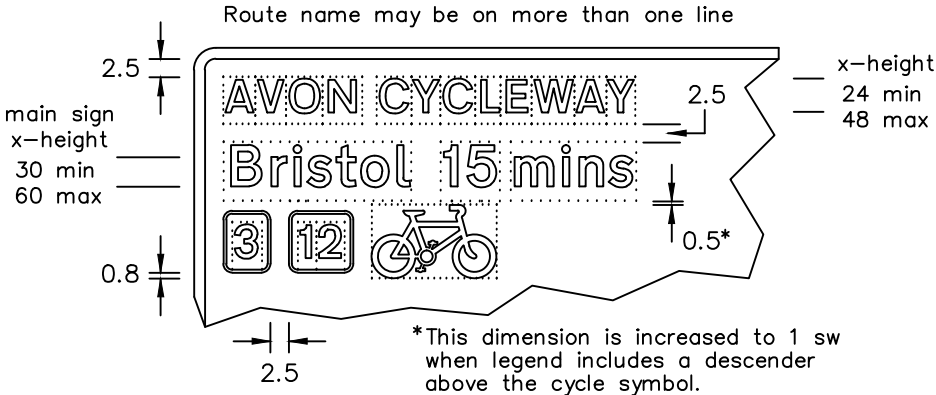 Route name may be on more than one line
2.5
AVON CYCLEWAY
x-height
24 min
48 max
2.5
main sign
x-height
30 min
60 max
Bristol 15 mins
3 12
0.5*
0.8
2.5
*This dimension is increased to 1 sw
when legend includes a descender
above the cycle symbol.